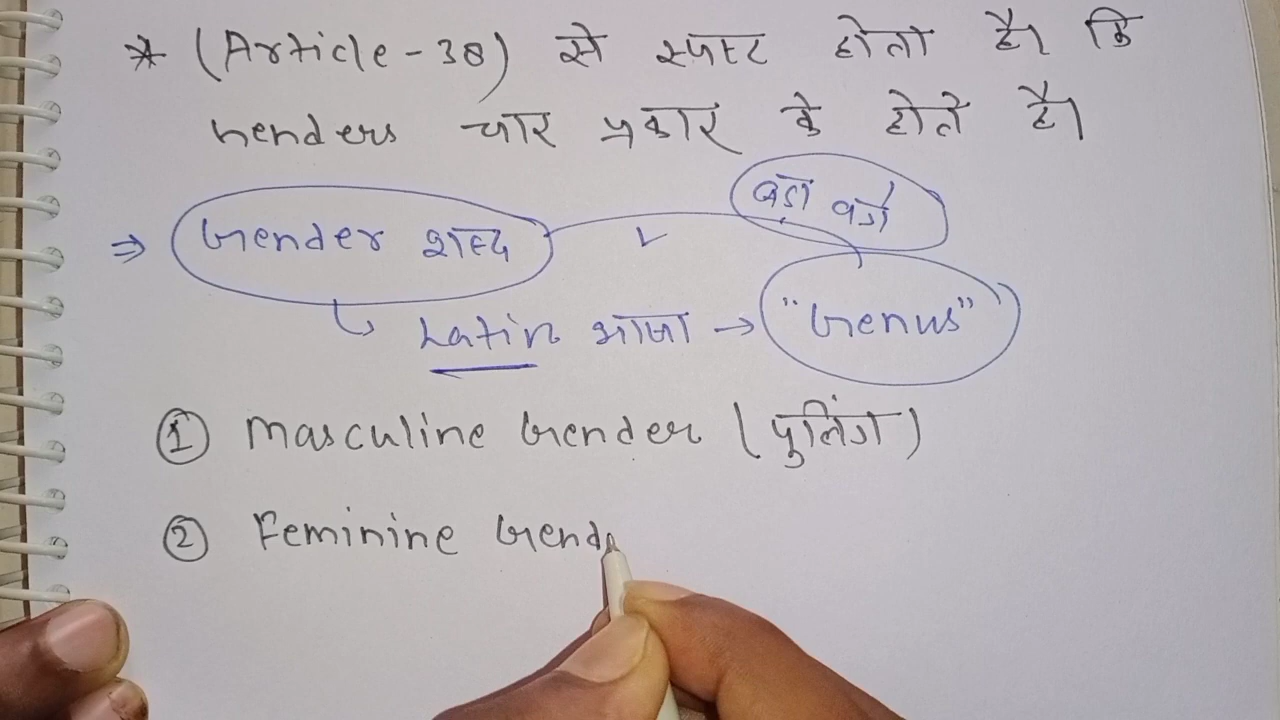 * (Article-38) से स्पष्ट होता है। कि
Genders चार प्रकार के होते है।
बड़ा वर्ग
⇒ Gender शब्द
Latin भाषा → "Genus"
① Masculine Gender (पुलिंग)
② Feminine Gend